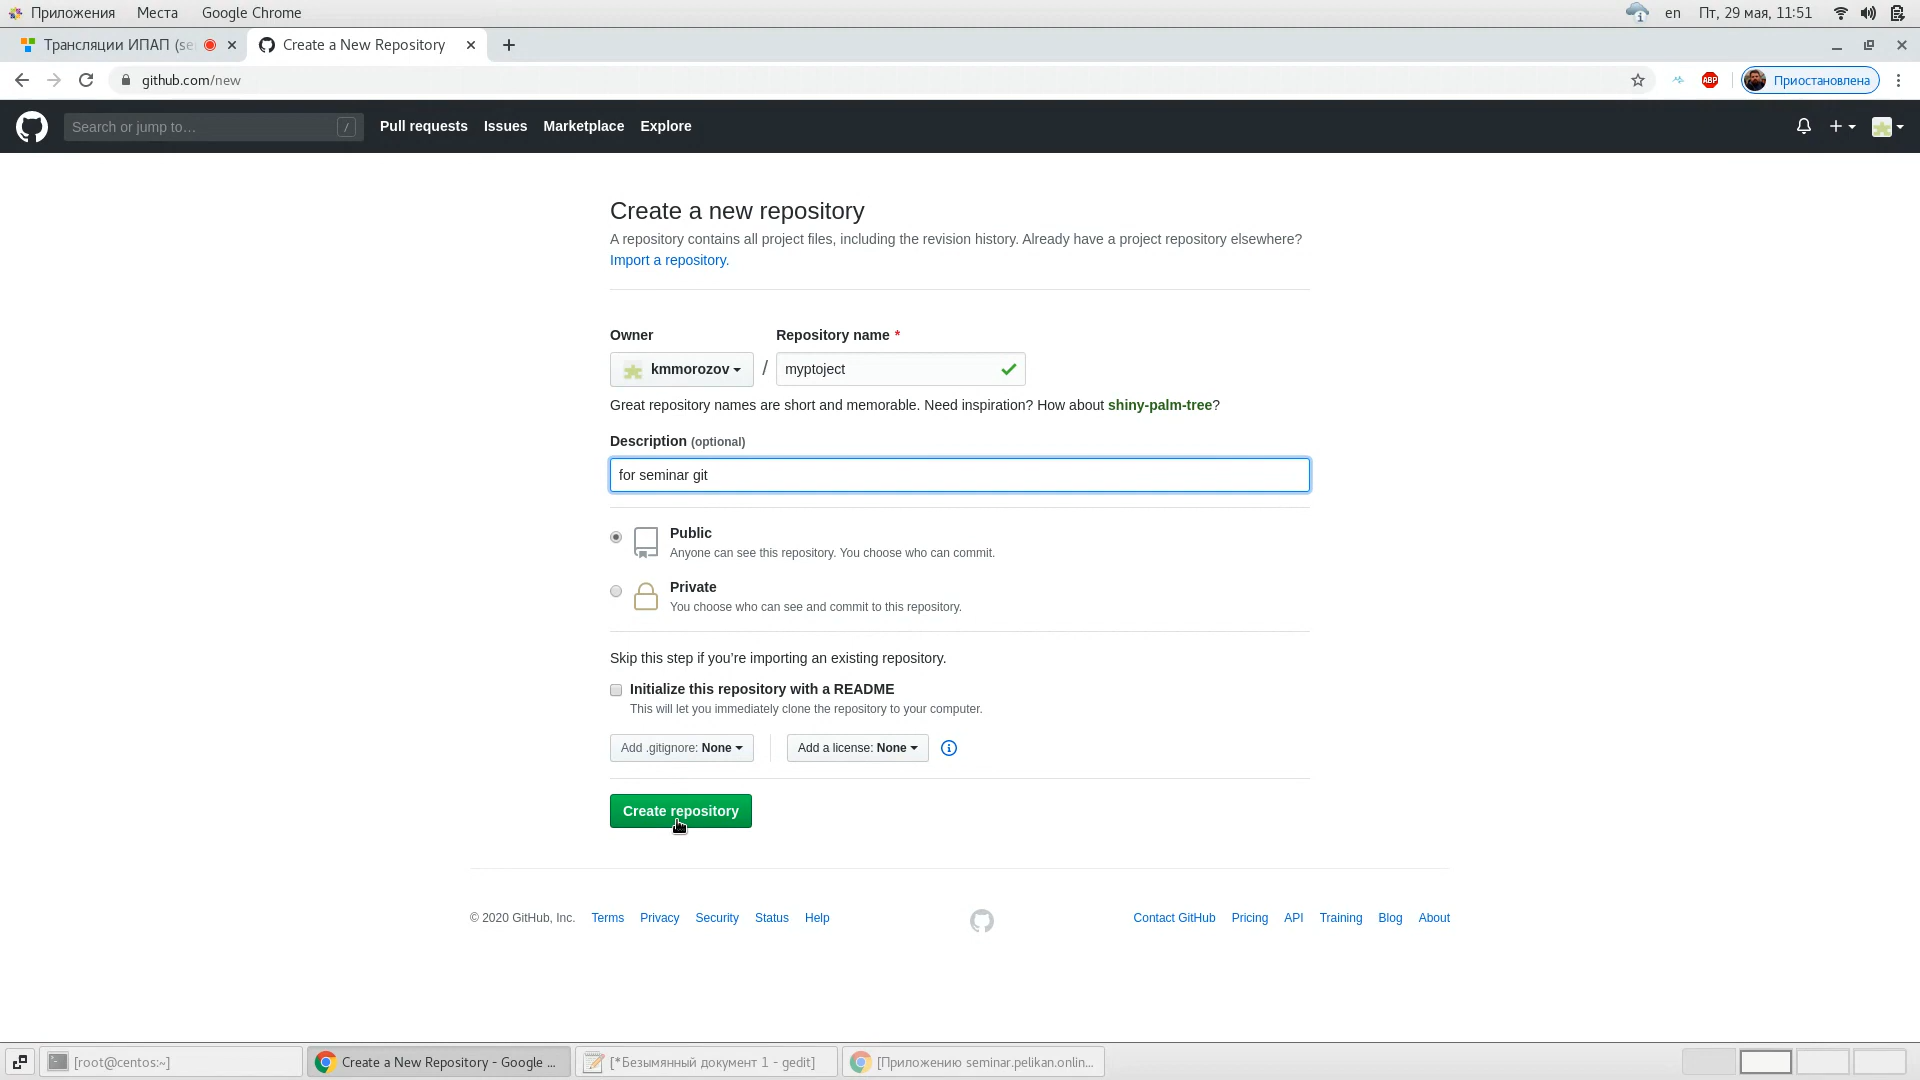 Приложения Места Google Chrome en Пт, 29 мая, 11:51
Трансляции ИПАП (se Create a New Repository
github.com/new ABP Приостановлена
Search or jump to… / Pull requests Issues Marketplace Explore
Create a new repository
A repository contains all project files, including the revision history. Already have a project repository elsewhere?
Import a repository.
Owner Repository name *
kmmorozov / myptoject
Great repository names are short and memorable. Need inspiration? How about shiny-palm-tree?
Description (optional)
for seminar git
Public
Anyone can see this repository. You choose who can commit.
Private
You choose who can see and commit to this repository.
Skip this step if you’re importing an existing repository.
Initialize this repository with a README
This will let you immediately clone the repository to your computer.
Add .gitignore: None Add a license: None
Create repository
© 2020 GitHub, Inc. Terms Privacy Security Status Help Contact GitHub Pricing API Training Blog About
[root@centos:~] Create a New Repository - Google ... [*Безымянный документ 1 - gedit] [Приложению seminar.pelikan.onlin...